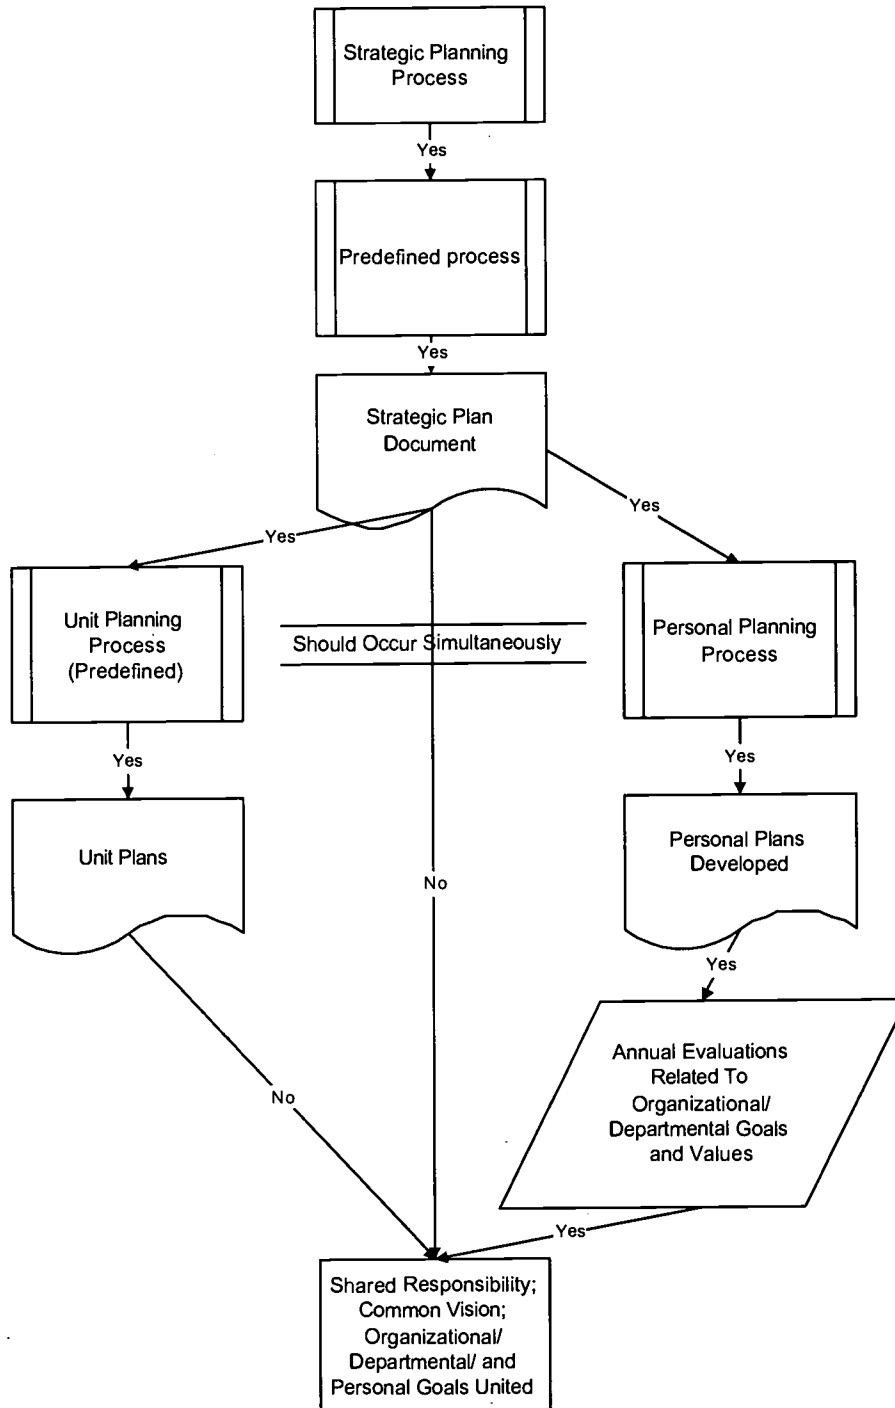 Strategic Planning
Process
Yes
Predefined process
Yes
Strategic Plan
Document
Yes
Yes
Unit Planning
Process
(Predefined)
Should Occur Simultaneously
Personal Planning
Process
Yes
Yes
Unit Plans
Personal Plans
Developed
No
Yes
Annual Evaluations
Related To
Organizational/
Departmental Goals
and Values
No
Yes
Shared Responsibility;
Common Vision;
Organizational/
Departmental/ and
Personal Goals United